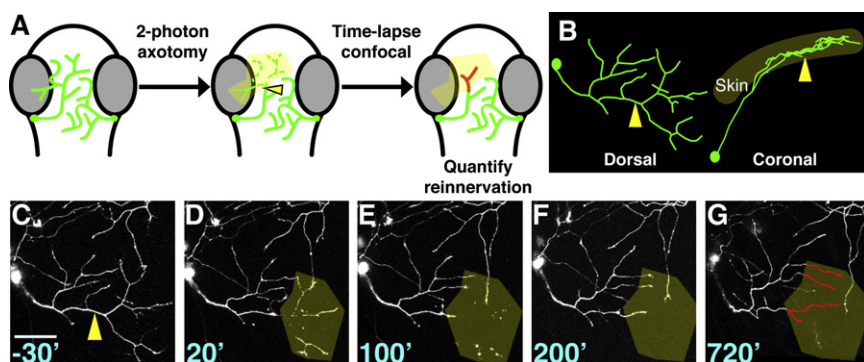 A
2-photon
axotomy
Time-lapse
confocal
Quantify
reinnervation
B
Skin
Dorsal
Coronal
C
-30’
D
20’
E
100’
F
200’
G
720’